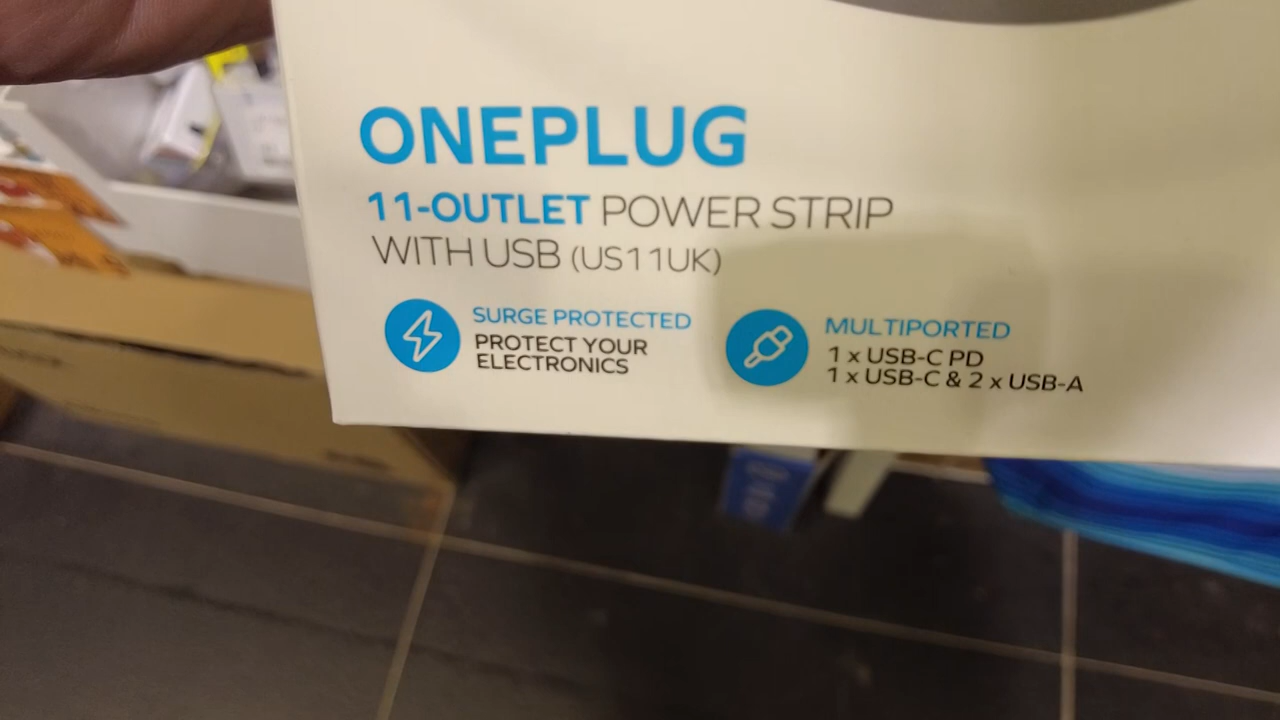 ONEPLUG
11-OUTLET POWER STRIP
WITH USB (US11UK)
SURGE PROTECTED
PROTECT YOUR
ELECTRONICS
MULTIPORTED
1 x USB-C PD
1 x USB-C & 2 x USB-A